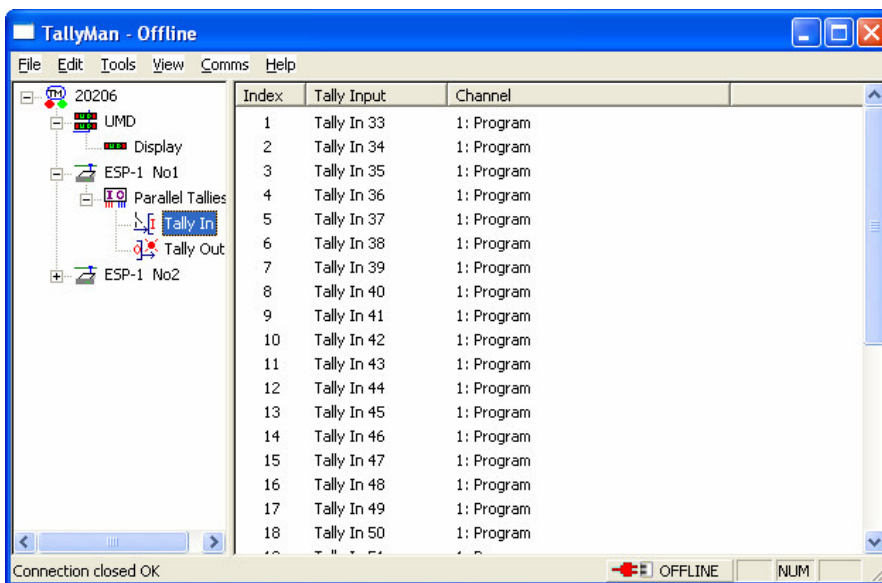 TallyMan - Offline
File Edit Tools View Comms Help
20206
UMD
Display
ESP-1 No1
Parallel Tallies
Tally In
Tally Out
ESP-1 No2
Index Tally Input Channel
1 Tally In 33 1: Program
2 Tally In 34 1: Program
3 Tally In 35 1: Program
4 Tally In 36 1: Program
5 Tally In 37 1: Program
6 Tally In 38 1: Program
7 Tally In 39 1: Program
8 Tally In 40 1: Program
9 Tally In 41 1: Program
10 Tally In 42 1: Program
11 Tally In 43 1: Program
12 Tally In 44 1: Program
13 Tally In 45 1: Program
14 Tally In 46 1: Program
15 Tally In 47 1: Program
16 Tally In 48 1: Program
17 Tally In 49 1: Program
18 Tally In 50 1: Program
Connection closed OK OFFLINE NUM